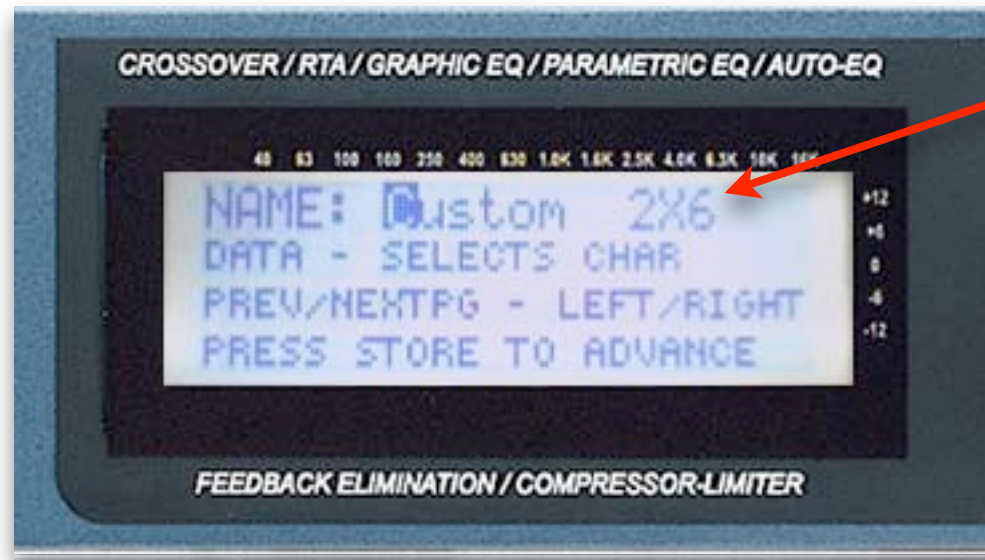 CROSSOVER / RTA / GRAPHIC EQ / PARAMETRIC EQ / AUTO-EQ
40 63 100 160 250 400 630 1.0K 1.6K 2.5K 4.0K 6.3K 10K 16K
NAME: Custom 2X6
DATA - SELECTS CHAR
PREV/NEXTPG - LEFT/RIGHT
PRESS STORE TO ADVANCE
+12
+6
0
-6
-12
FEEDBACK ELIMINATION / COMPRESSOR-LIMITER